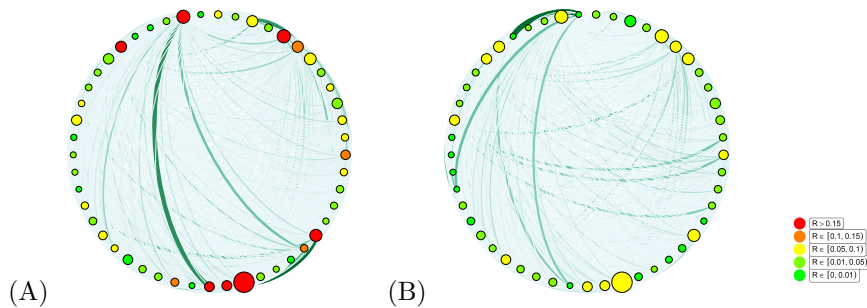 (A)
(B)
R > 0.15
R ∈ [0.1, 0.15)
R ∈ [0.05, 0.1)
R ∈ [0.01, 0.05)
R ∈ [0, 0.01)